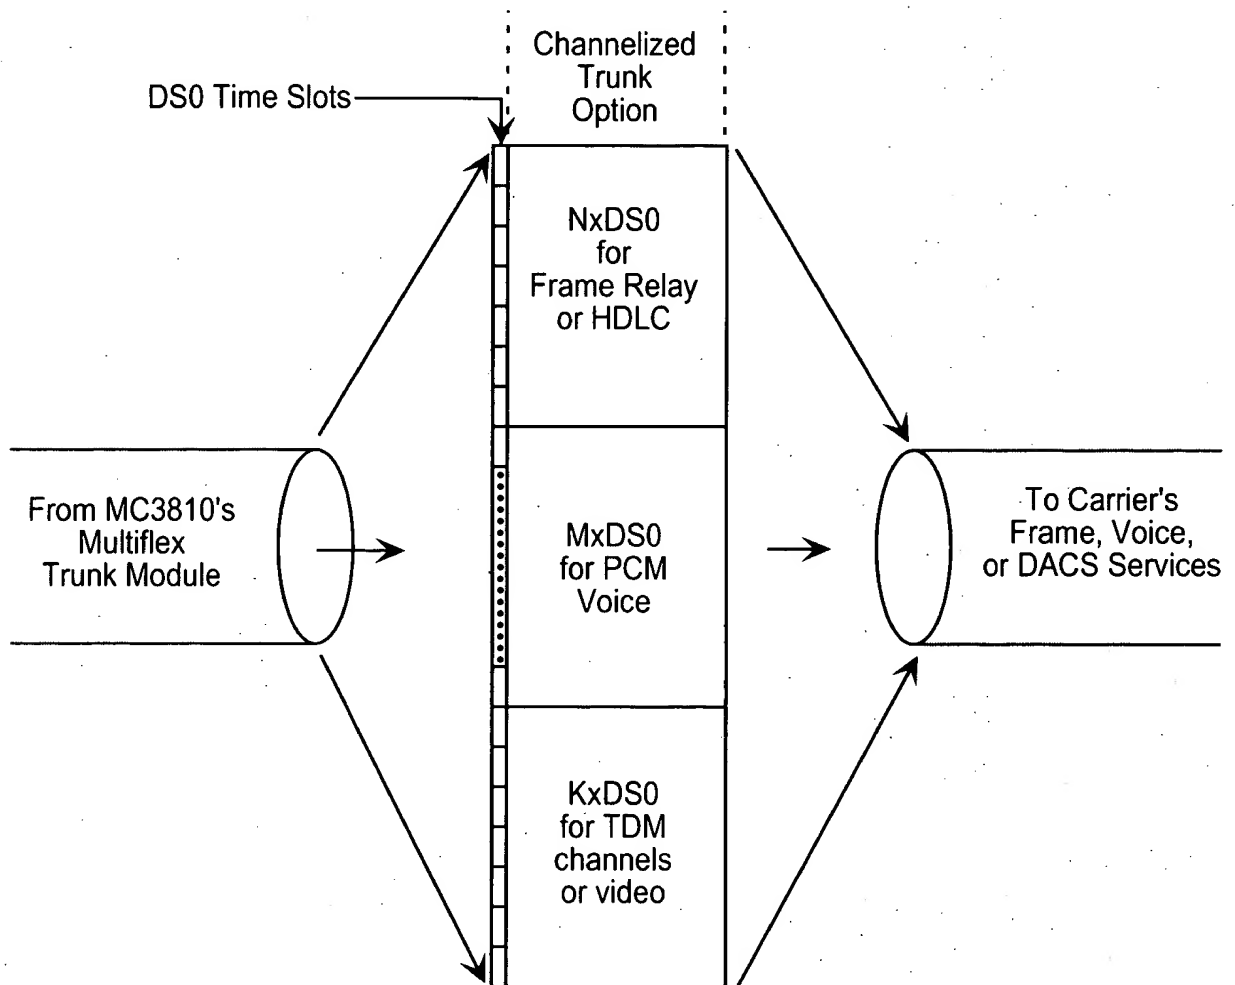 Channelized
Trunk
Option
DS0 Time Slots
NxDS0
for
Frame Relay
or HDLC
From MC3810's
Multiflex
Trunk Module
MxDS0
for PCM
Voice
To Carrier's
Frame, Voice,
or DACS Services
KxDS0
for TDM
channels
or video